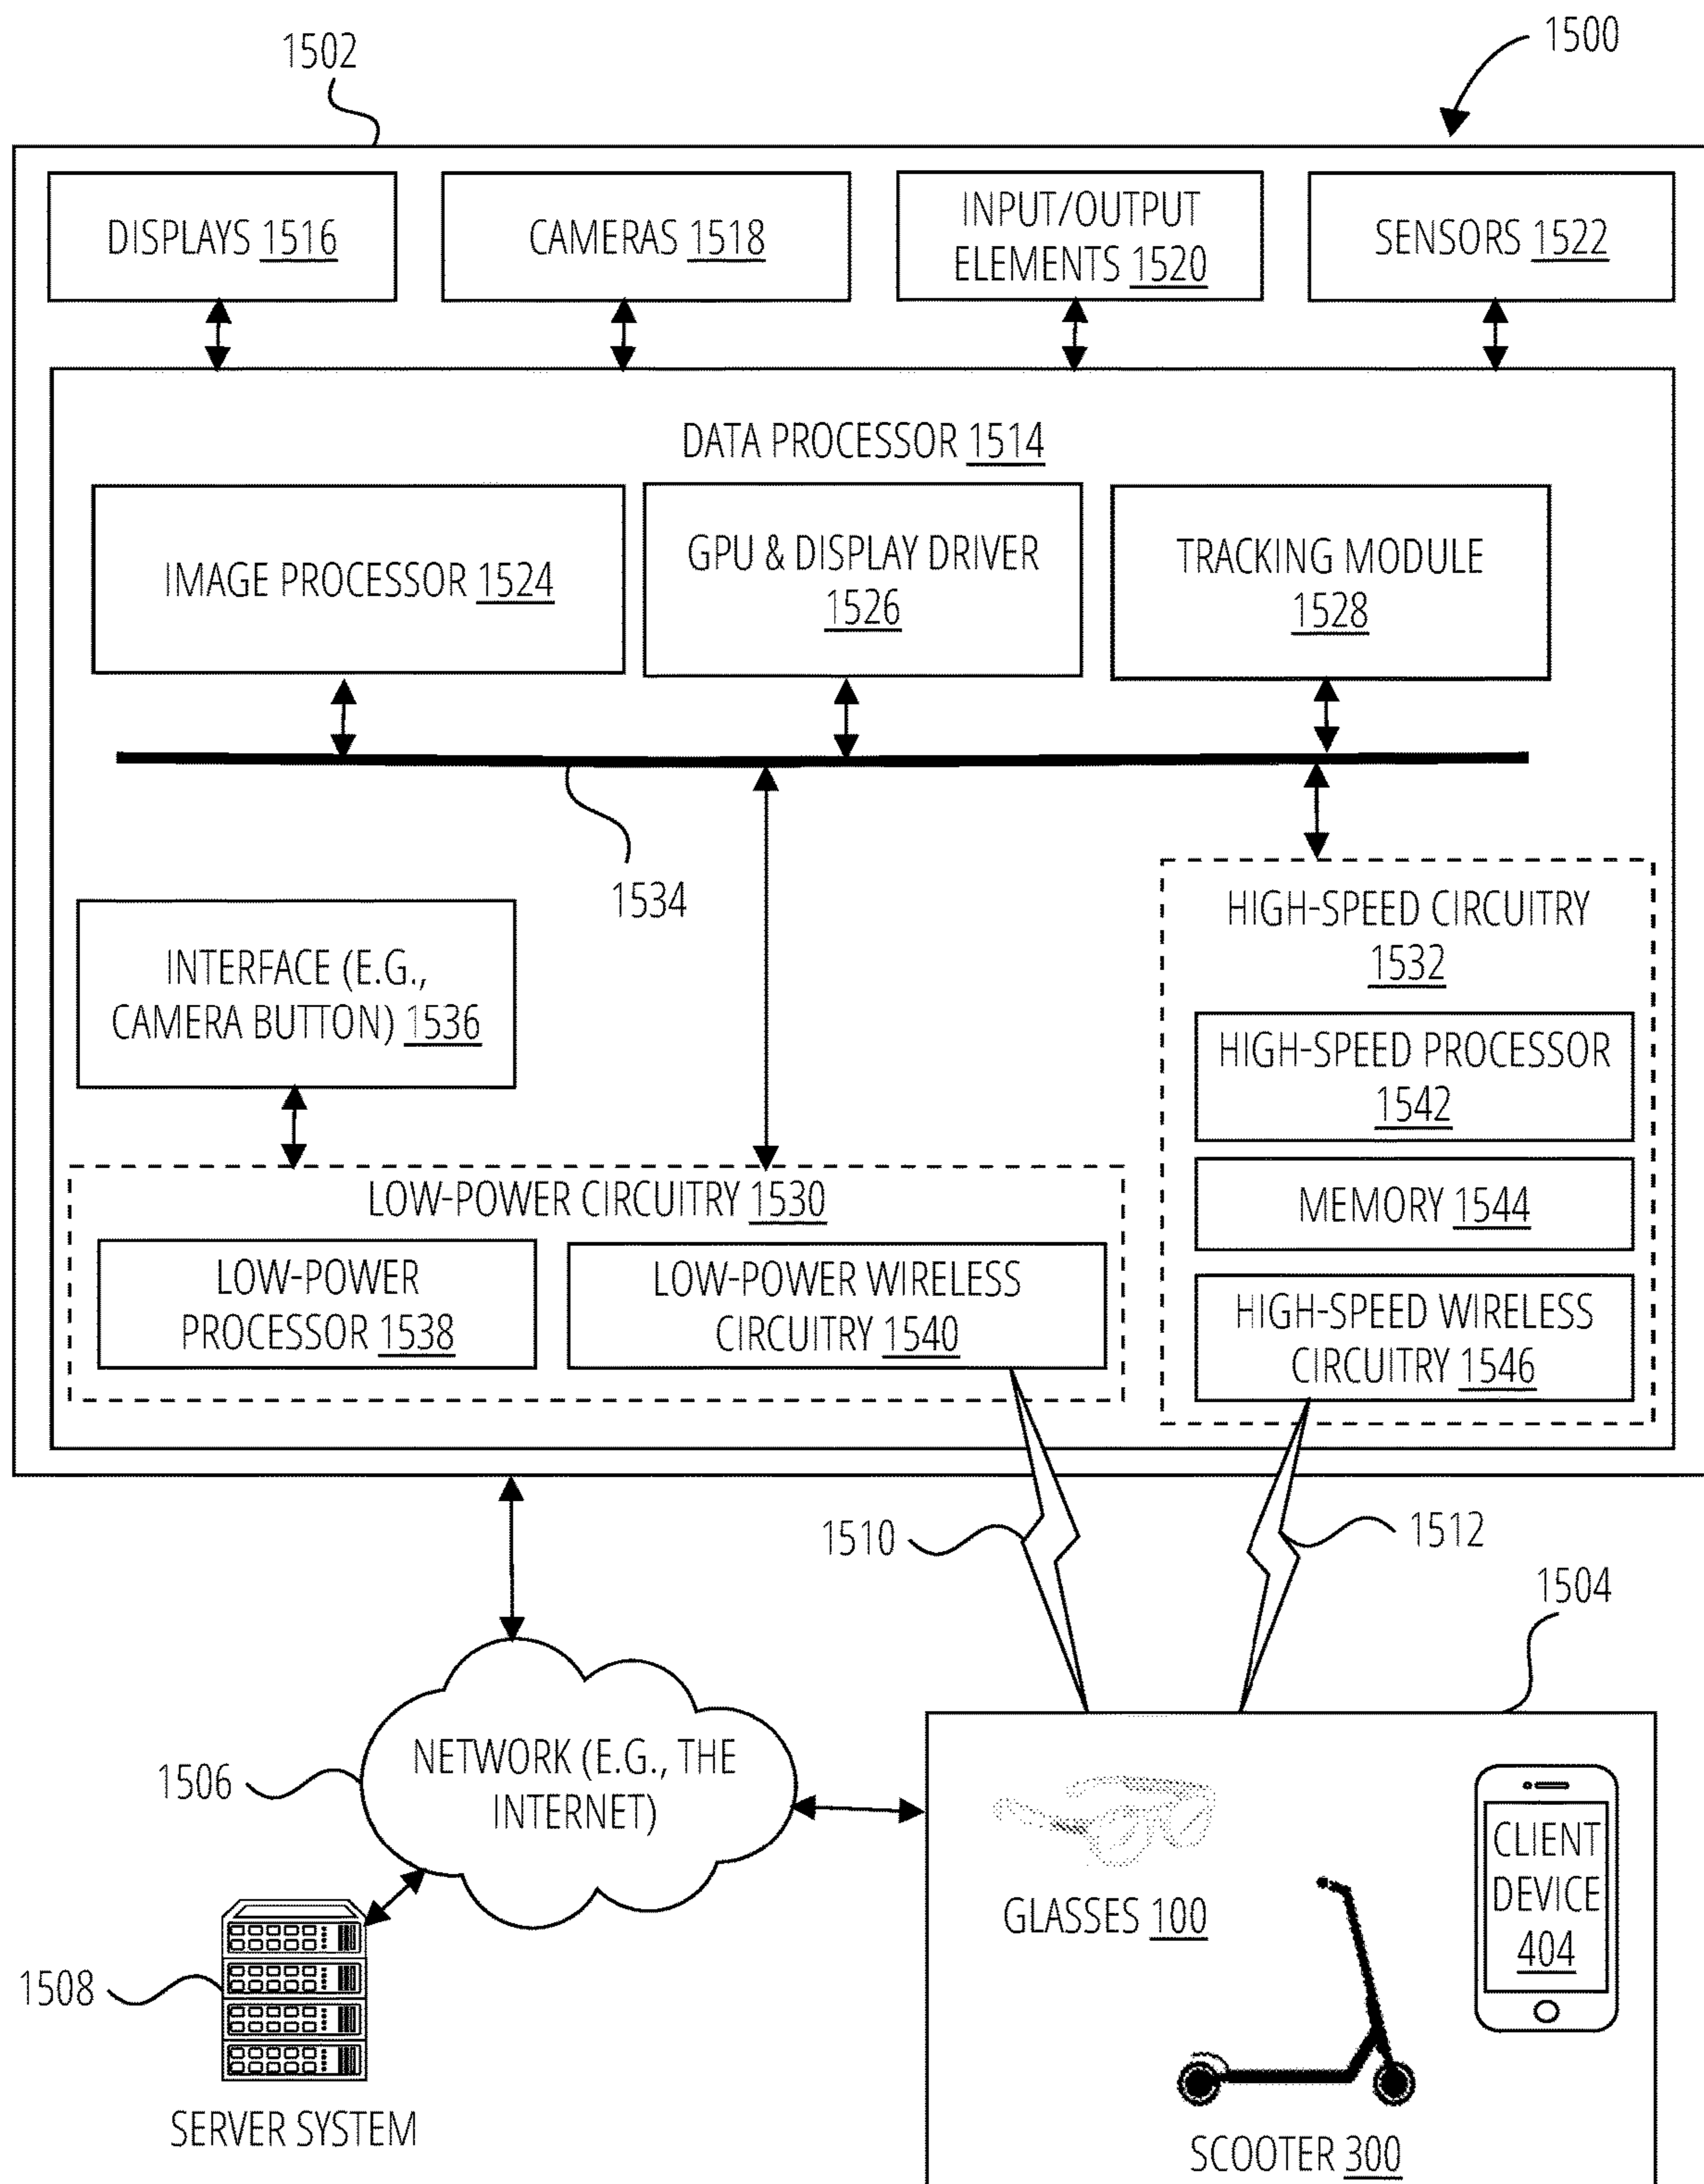 1502
1500
DISPLAYS 1516
CAMERAS 1518
INPUT/OUTPUT
ELEMENTS 1520
SENSORS 1522
DATA PROCESSOR 1514
IMAGE PROCESSOR 1524
GPU & DISPLAY DRIVER
1526
TRACKING MODULE
1528
1534
INTERFACE (E.G.,
CAMERA BUTTON) 1536
HIGH-SPEED CIRCUITRY
1532
HIGH-SPEED PROCESSOR
1542
MEMORY 1544
HIGH-SPEED WIRELESS
CIRCUITRY 1546
LOW-POWER CIRCUITRY 1530
LOW-POWER
PROCESSOR 1538
LOW-POWER WIRELESS
CIRCUITRY 1540
1510
1512
1504
1506
NETWORK (E.G., THE
INTERNET)
1508
SERVER SYSTEM
GLASSES 100
CLIENT
DEVICE
404
SCOOTER 300